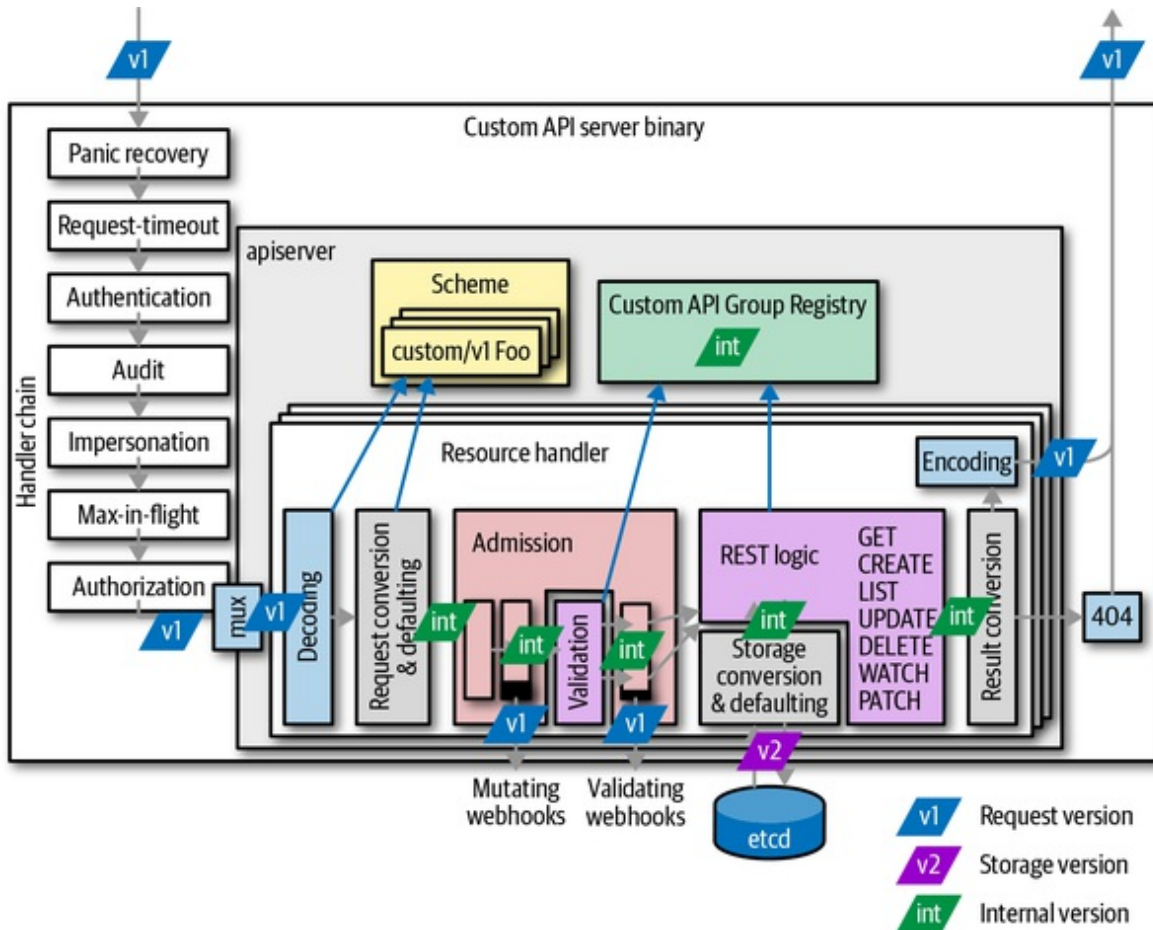 v1
v1
Custom API server binary
Handler chain
Panic recovery
Request-timeout
Authentication
Audit
Impersonation
Max-in-flight
Authorization
v1
mux
v1
apiserver
Scheme
custom/v1 Foo
Custom API Group Registry
int
Resource handler
Decoding
Request conversion
& defaulting
int
Admission
int
Validation
int
v1
v1
REST logic
int
Storage
conversion
& defaulting
GET
CREATE
LIST
UPDATE
DELETE
WATCH
PATCH
int
Result conversion
Encoding
v1
404
Mutating
webhooks
Validating
webhooks
v2
etcd
v1 Request version
v2 Storage version
int Internal version